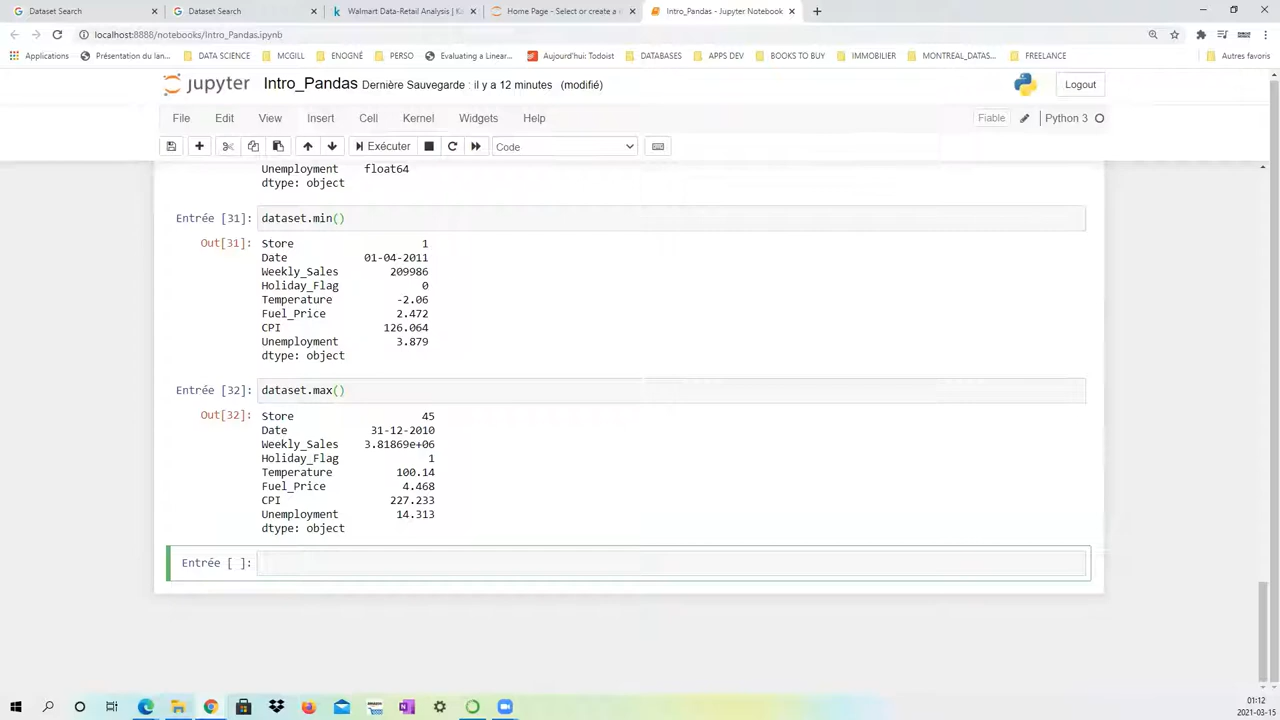 Dataset Search
Dataset Search
Walmart Data-Retail Analysis | Ka
Home Page - Select or create a n
Intro_Pandas - Jupyter Notebook
localhost:8888/notebooks/Intro_Pandas.ipynb
Applications
Présentation du lan...
DATA SCIENCE
MCGILL
ENOGNÉ
PERSO
Evaluating a Linear...
Aujourd'hui: Todoist
DATABASES
APPS DEV
BOOKS TO BUY
IMMOBILIER
MONTREAL_DATAS...
FREELANCE
Autres favoris
jupyter Intro_Pandas Dernière Sauvegarde : il y a 12 minutes (modifié)
Logout
File Edit View Insert Cell Kernel Widgets Help
Fiable
Python 3
Exécuter
Code
Unemployment float64
dtype: object
Entrée [31]: dataset.min()
Out[31]: Store 1
Date 01-04-2011
Weekly_Sales 209986
Holiday_Flag 0
Temperature -2.06
Fuel_Price 2.472
CPI 126.064
Unemployment 3.879
dtype: object
Entrée [32]: dataset.max()
Out[32]: Store 45
Date 31-12-2010
Weekly_Sales 3.81869e+06
Holiday_Flag 1
Temperature 100.14
Fuel_Price 4.468
CPI 227.233
Unemployment 14.313
dtype: object
Entrée [ ]:
01:12
2021-03-15